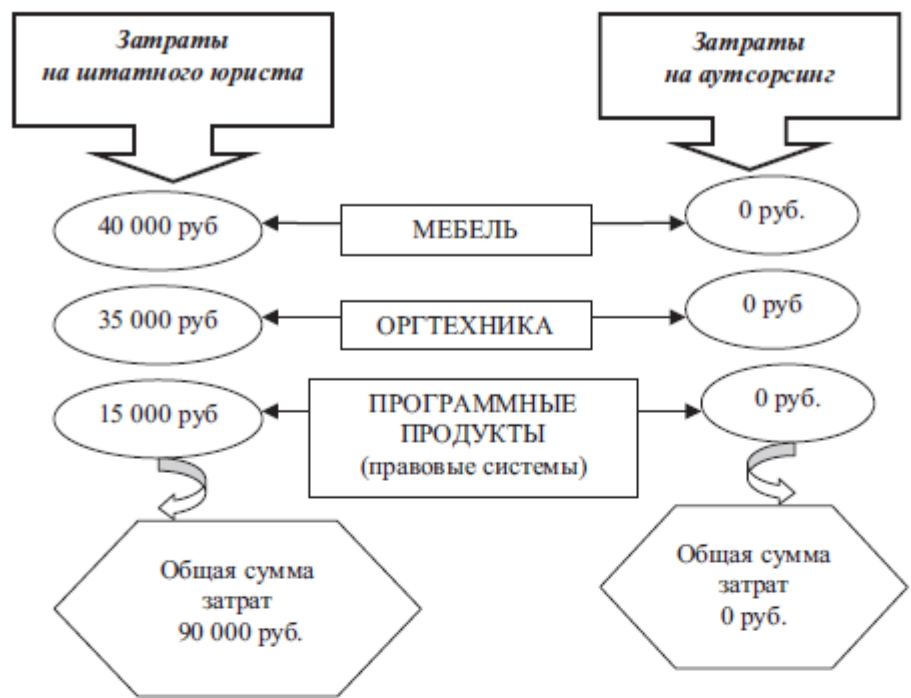 Затраты
на штатного юриста
Затраты
на аутсорсинг
40 000 руб
МЕБЕЛЬ
0 руб.
35 000 руб
ОРГТЕХНИКА
0 руб
15 000 руб
ПРОГРАММНЫЕ
ПРОДУКТЫ
(правовые системы)
0 руб.
Общая сумма
затрат
90 000 руб.
Общая сумма
затрат
0 руб.